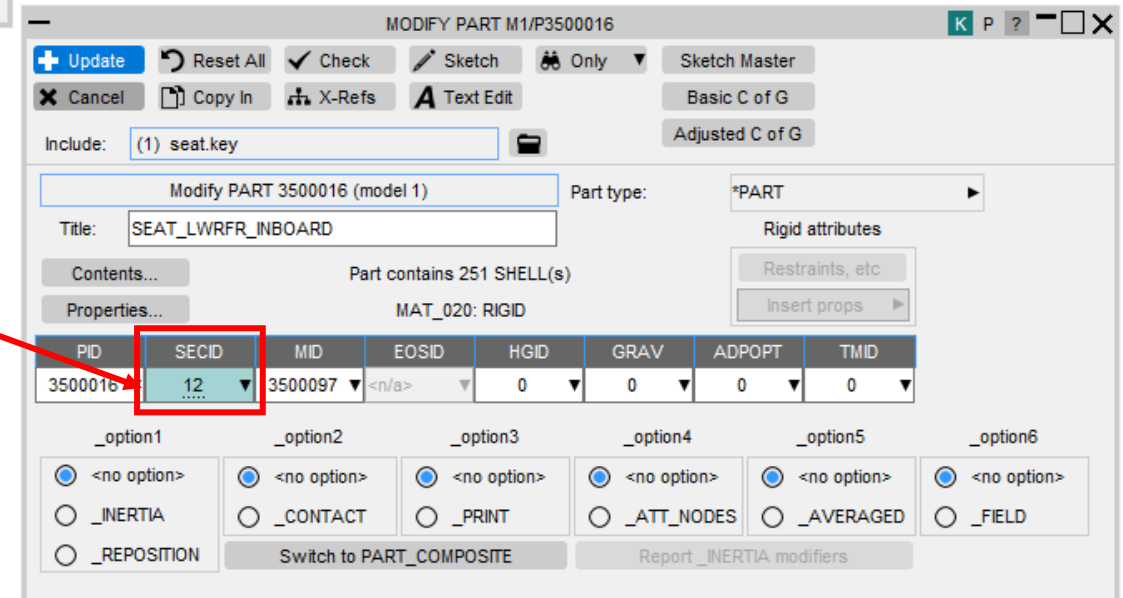 MODIFY PART M1/P3500016
K P ?
Update Reset All Check Sketch Only Sketch Master
Cancel Copy In X-Refs A Text Edit Basic C of G
Adjusted C of G
Include: (1) seat.key
Modify PART 3500016 (model 1) Part type: *PART
Title: SEAT_LWRFR_INBOARD Rigid attributes
Contents... Part contains 251 SHELL(s) Restraints, etc
Properties... MAT_020: RIGID Insert props
PID SECID MID EOSID HGID GRAV ADPOPT TMID
3500016 12 3500097 <n/a> 0 0 0 0
_option1 _option2 _option3 _option4 _option5 _option6
<no option> <no option> <no option> <no option> <no option> <no option>
_INERTIA _CONTACT _PRINT _ATT_NODES _AVERAGED _FIELD
_REPOSITION Switch to PART_COMPOSITE Report _INERTIA modifiers